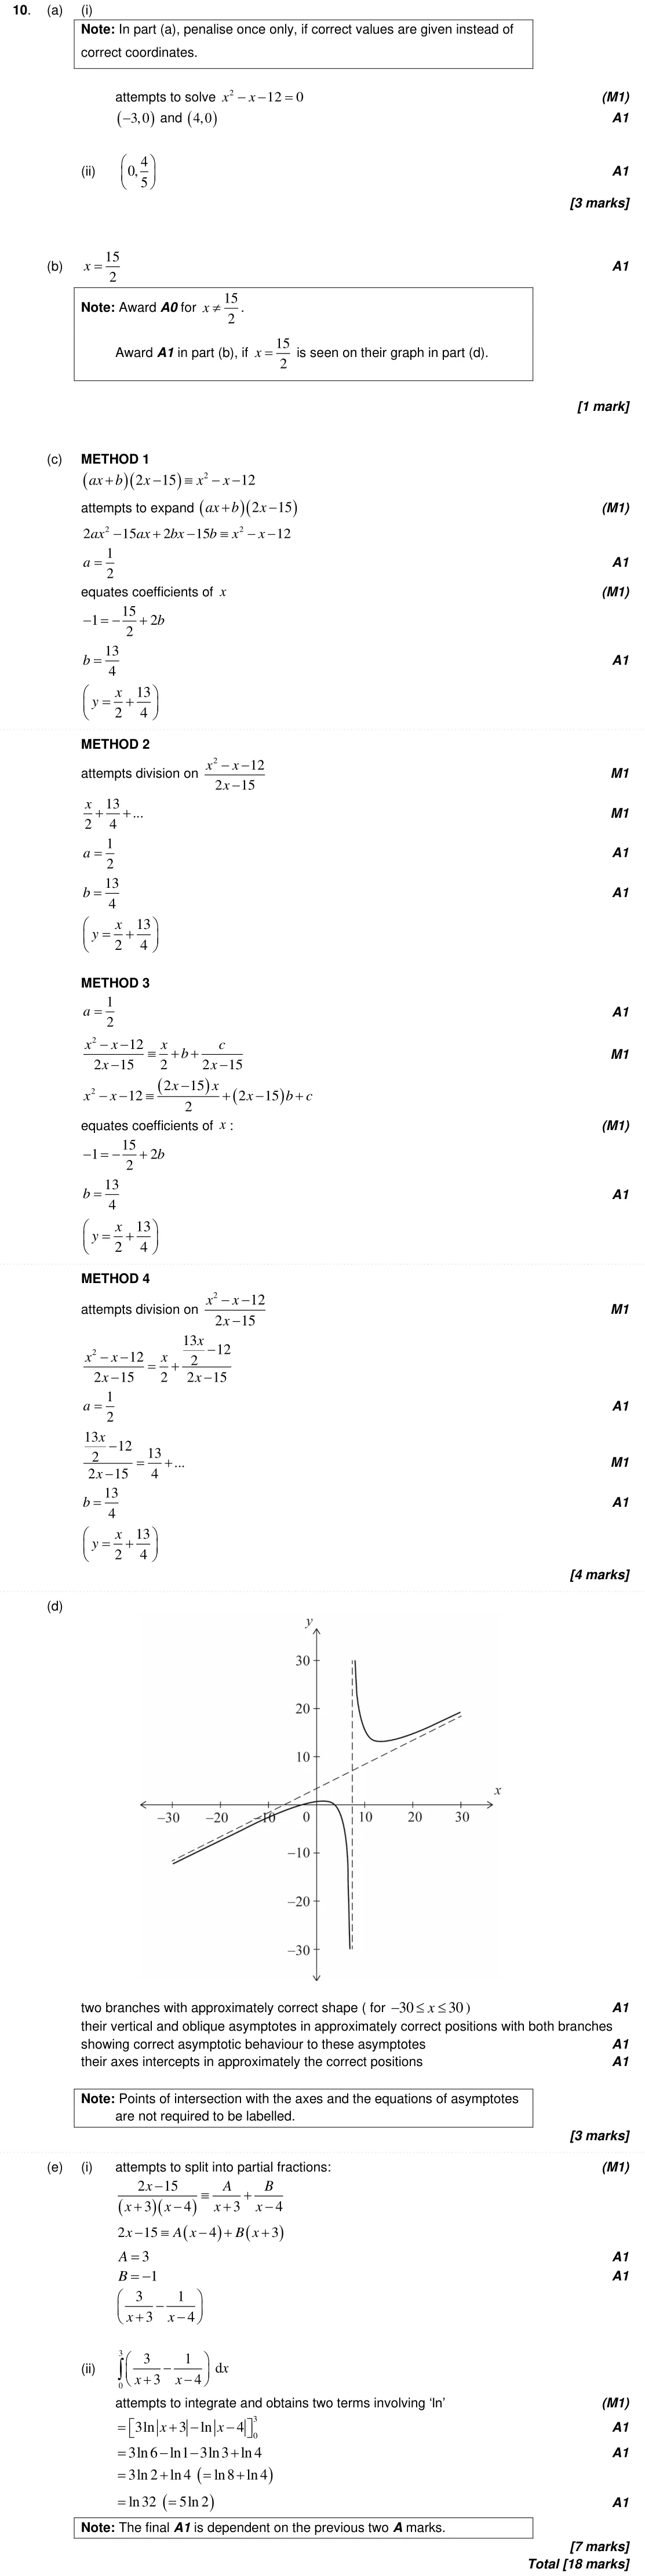 10. (a) (i)
Note: In part (a), penalise once only, if correct values are given instead of
correct coordinates.
attempts to solve x² − x − 12 = 0 (M1)
(−3,0) and (4,0) A1
(ii) (0, 4/5) A1
[3 marks]
(b) x = 15/2 A1
Note: Award A0 for x ≠ 15/2.
Award A1 in part (b), if x = 15/2 is seen on their graph in part (d).
[1 mark]
(c) METHOD 1
(ax+b)(2x−15) ≡ x² − x − 12
attempts to expand (ax+b)(2x−15) (M1)
2ax² − 15ax + 2bx − 15b ≡ x² − x − 12
a = 1/2 A1
equates coefficients of x (M1)
−1 = −15/2 + 2b
b = 13/4 A1
(y = x/2 + 13/4)
METHOD 2
attempts division on (x² − x − 12)/(2x − 15) M1
x/2 + 13/4 + ... M1
a = 1/2 A1
b = 13/4 A1
(y = x/2 + 13/4)
METHOD 3
a = 1/2 A1
(x² − x − 12)/(2x − 15) ≡ x/2 + b + c/(2x − 15) M1
x² − x − 12 ≡ (2x−15)x/2 + (2x−15)b + c
equates coefficients of x : (M1)
−1 = −15/2 + 2b
b = 13/4 A1
(y = x/2 + 13/4)
METHOD 4
attempts division on (x² − x − 12)/(2x − 15) M1
(x² − x − 12)/(2x − 15) = x/2 + (13x/2 − 12)/(2x − 15)
a = 1/2 A1
(13x/2 − 12)/(2x − 15) = 13/4 + ... M1
b = 13/4 A1
(y = x/2 + 13/4)
[4 marks]
(d)
y
30
20
10
x
−30 −20 −10 0 10 20 30
−10
−20
−30
two branches with approximately correct shape ( for −30 ≤ x ≤ 30 ) A1
their vertical and oblique asymptotes in approximately correct positions with both branches
showing correct asymptotic behaviour to these asymptotes A1
their axes intercepts in approximately the correct positions A1
Note: Points of intersection with the axes and the equations of asymptotes
are not required to be labelled.
[3 marks]
(e) (i) attempts to split into partial fractions: (M1)
(2x − 15)/((x+3)(x−4)) ≡ A/(x+3) + B/(x−4)
2x − 15 ≡ A(x−4) + B(x+3)
A = 3 A1
B = −1 A1
(3/(x+3) − 1/(x−4))
(ii) ∫₀³ (3/(x+3) − 1/(x−4)) dx
attempts to integrate and obtains two terms involving ‘ln’ (M1)
= [3ln|x+3| − ln|x−4|]₀³ A1
= 3ln6 − ln1 − 3ln3 + ln4 A1
= 3ln2 + ln4 (= ln8 + ln4)
= ln32 (= 5ln2) A1
Note: The final A1 is dependent on the previous two A marks.
[7 marks]
Total [18 marks]